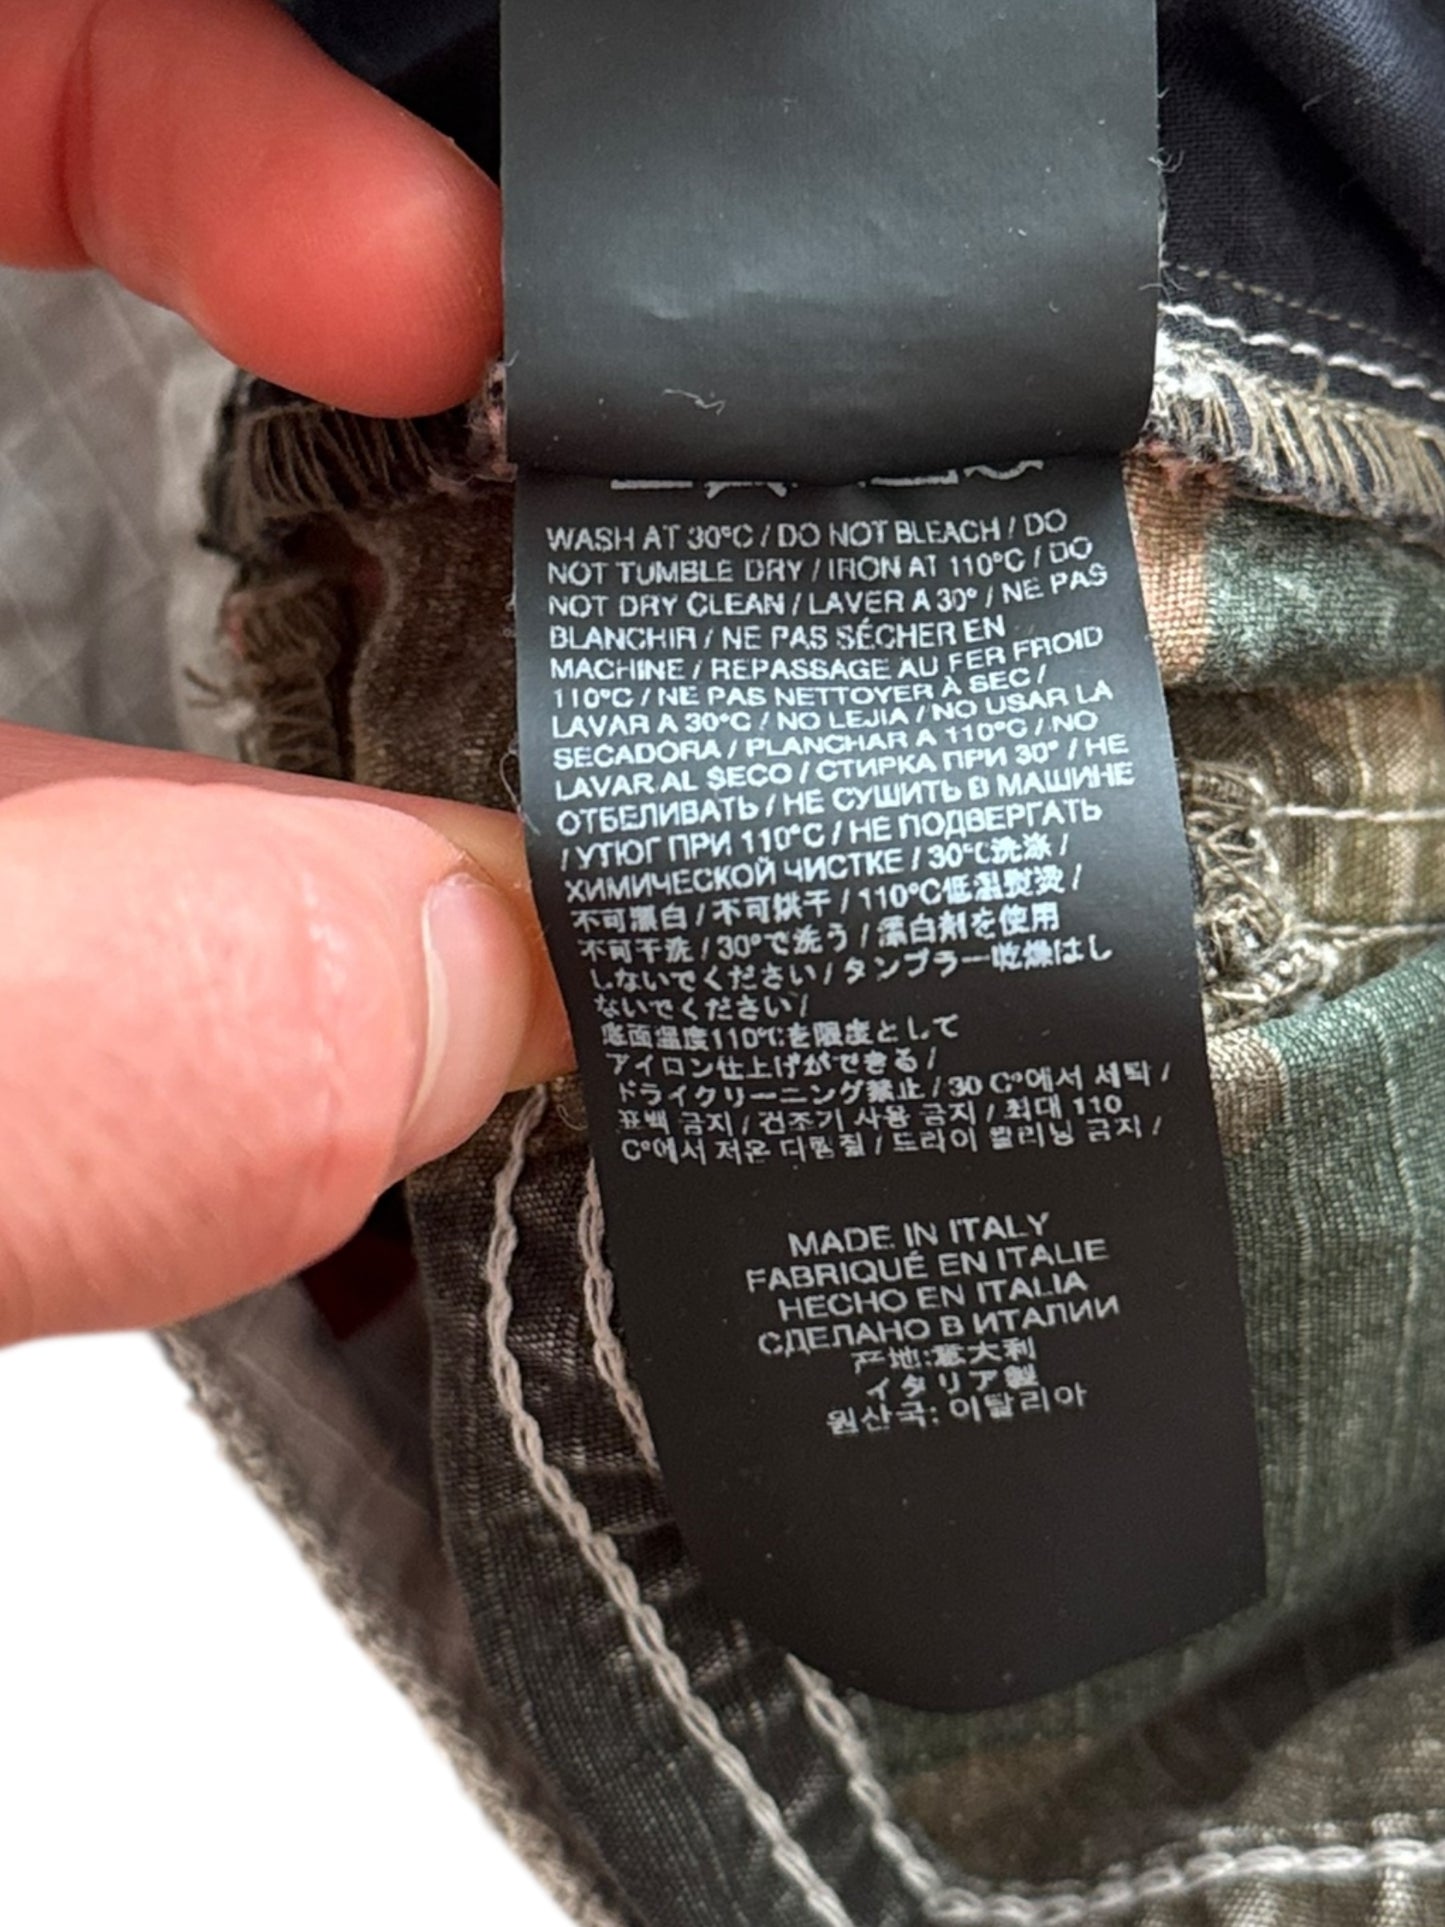 WASH AT 30°C / DO NOT BLEACH / DO
NOT TUMBLE DRY / IRON AT 110°C / DO
NOT DRY CLEAN / LAVER A 30° / NE PAS
BLANCHIR / NE PAS SÉCHER EN
MACHINE / REPASSAGE AU FER FROID
110°C / NE PAS NETTOYER À SEC /
LAVAR A 30°C / NO LEJIA / NO USAR LA
SECADORA / PLANCHAR A 110°C / NO
LAVAR AL SECO / СТИРКА ПРИ 30° / НЕ
ОТБЕЛИВАТЬ / НЕ СУШИТЬ В МАШИНЕ
/ УТЮГ ПРИ 110°C / НЕ ПОДВЕРГАТЬ
ХИМИЧЕСКОЙ ЧИСТКЕ / 30°C洗涤 /
不可漂白 / 不可烘干 / 110°C低温熨烫 /
不可干洗 / 30°で洗う / 漂白剤を使用
しないでください / タンブラー乾燥はし
ないでください /
底面温度110℃を限度として
アイロン仕上げができる /
ドライクリーニング禁止 / 30 C°에서 세탁 /
표백 금지 / 건조기 사용 금지 / 최대 110
C°에서 저온 다림질 / 드라이 클리닝 금지 /
MADE IN ITALY
FABRIQUÉ EN ITALIE
HECHO EN ITALIA
СДЕЛАНО В ИТАЛИИ
产地:意大利
イタリア製
원산국: 이탈리아